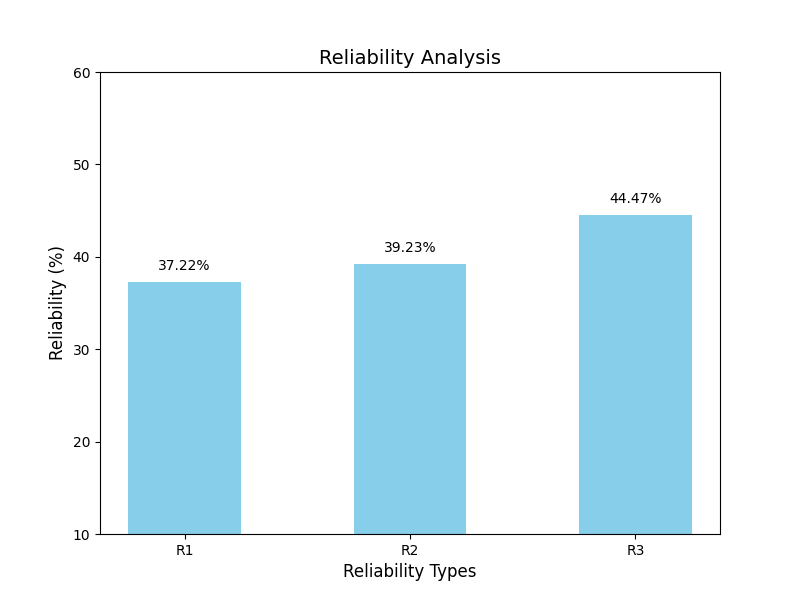 Reliability Analysis
60
50
40
30
20
10
Reliability (%)
37.22%
39.23%
44.47%
R1
R2
R3
Reliability Types